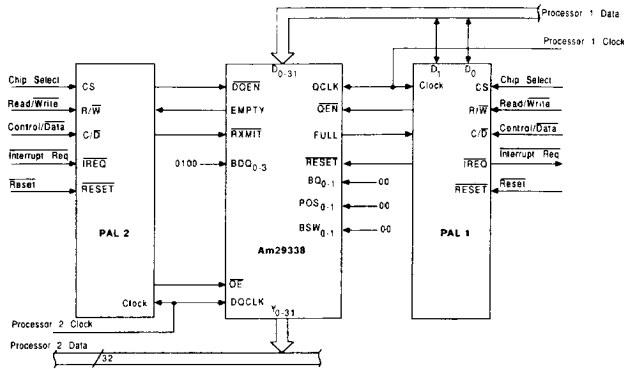 Processor 1 Data
Processor 1 Clock
D0-31
D1 D0
Chip Select
CS
DQEN
QCLK
Clock
CS
Chip Select
Read/Write
R/W
EMPTY
QEN
R/W
Read/Write
Control/Data
C/D
RXMIT
FULL
C/D
Control/Data
Interrupt Req
IREQ
0100
BDQ0-3
RESET
IREQ
Interrupt Req
Reset
RESET
BQ0-1
00
RESET
Reset
POS0-1
00
PAL 2
BSW0-1
00
PAL 1
Am29338
OE
Clock
DQCLK
Y0-31
Processor 2 Clock
Processor 2 Data
32